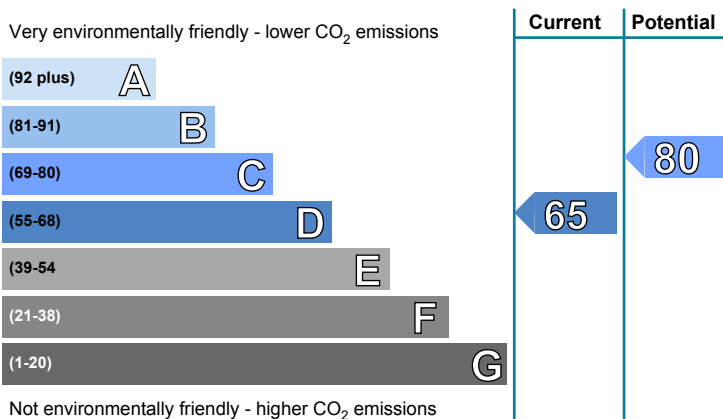 Very environmentally friendly - lower CO2 emissions
Current Potential
(92 plus) A
(81-91) B
(69-80) C
80
(55-68) D
65
(39-54 E
(21-38) F
(1-20) G
Not environmentally friendly - higher CO2 emissions